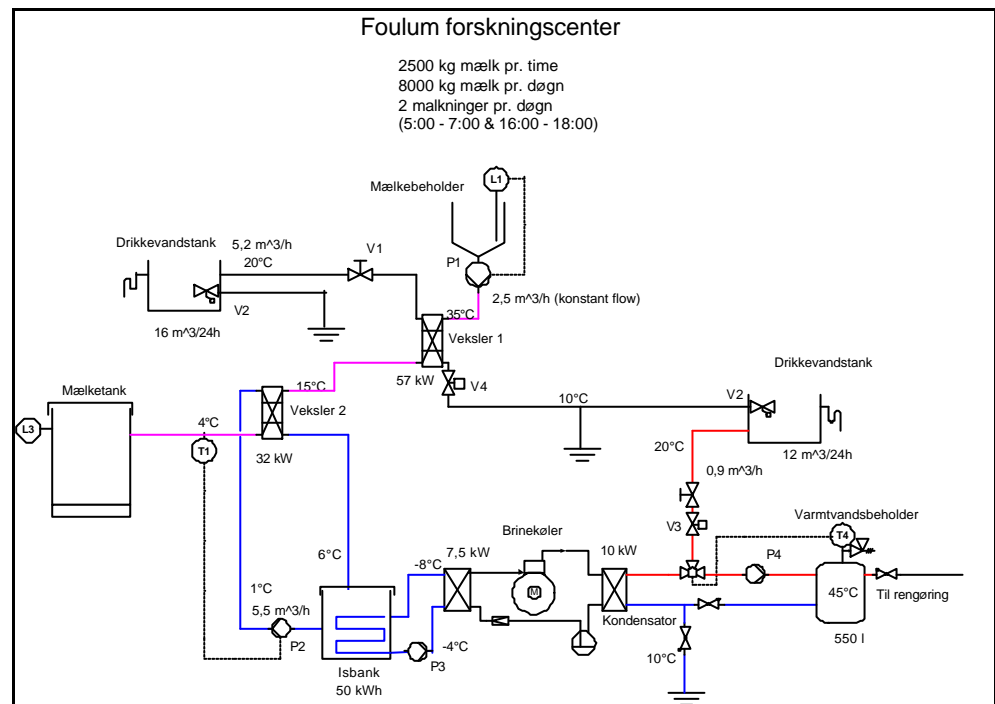 Foulum forskningscenter
2500 kg mælk pr. time
8000 kg mælk pr. døgn
2 malkninger pr. døgn
(5:00 - 7:00 & 16:00 - 18:00)
L1
Mælkebeholder
Drikkevandstank
5,2 m^3/h
20°C
V1
P1
V2
2,5 m^3/h (konstant flow)
16 m^3/24h
35°C
Veksler 1
Drikkevandstank
57 kW
V4
Mælketank
15°C
10°C
V2
Veksler 2
L3
4°C
T1
32 kW
20°C
12 m^3/24h
0,9 m^3/h
Varmtvandsbeholder
Brinekøler
V3
T4
6°C
-8°C
7,5 kW
10 kW
P4
1°C
M
45°C
Til rengøring
5,5 m^3/h
Kondensator
P2
-4°C
P3
10°C
550 l
Isbank
50 kWh